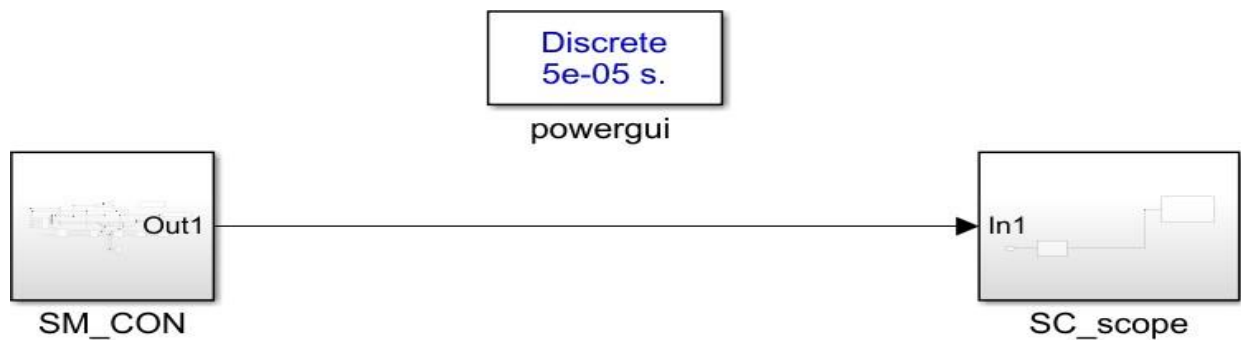 Discrete
5e-05 s.
powergui
Out1
In1
SM_CON
SC_scope